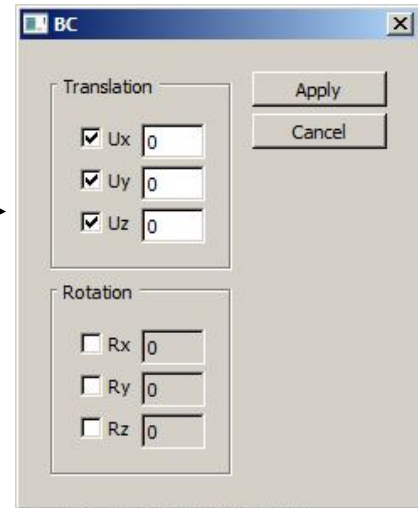 BC
Translation
Apply
Ux 0
Cancel
Uy 0
Uz 0
Rotation
Rx 0
Ry 0
Rz 0